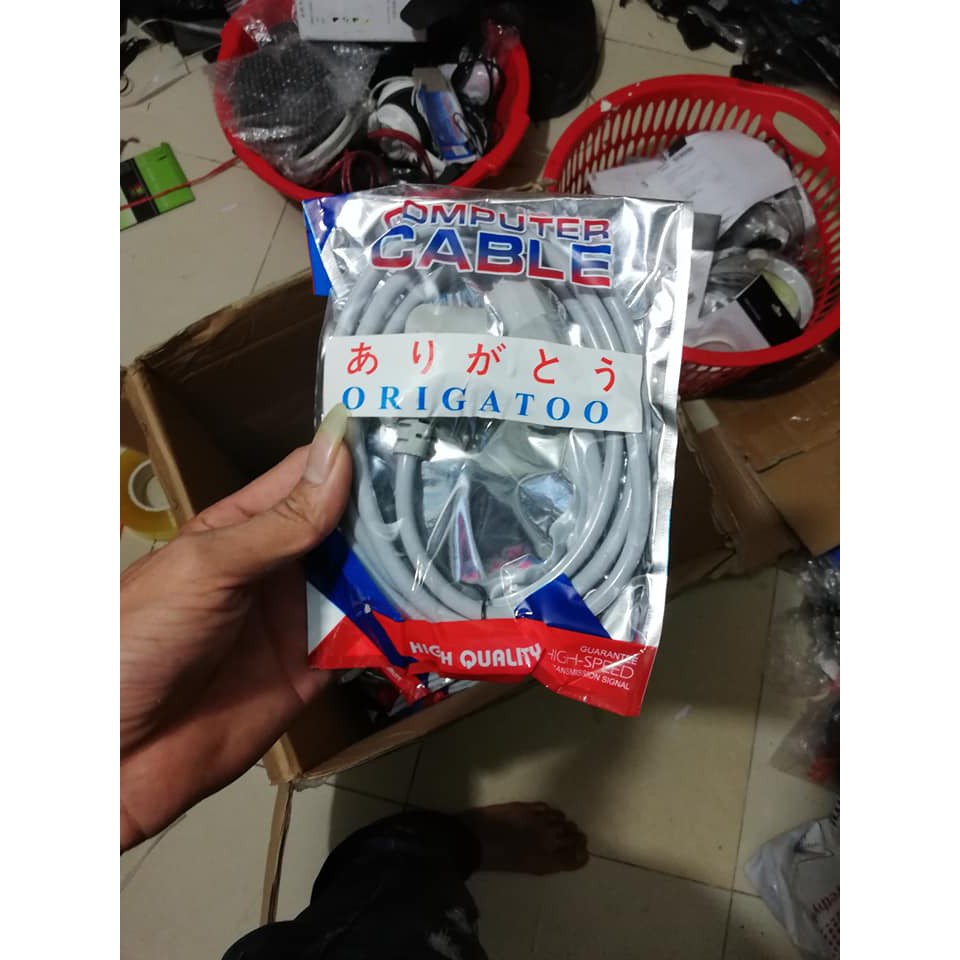 COMPUTER
CABLE
ありがとう
ORIGATOO
HIGH QUALITY
GUARANTEE
HIGH-SPEED
TRANSMISSION SIGNAL